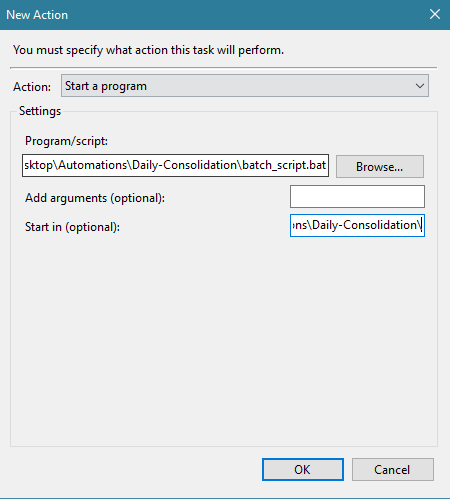 New Action
You must specify what action this task will perform.
Action: Start a program
Settings
Program/script:
sktop\Automations\Daily-Consolidation\batch_script.bat Browse...
Add arguments (optional):
Start in (optional): ons\Daily-Consolidation\
OK Cancel